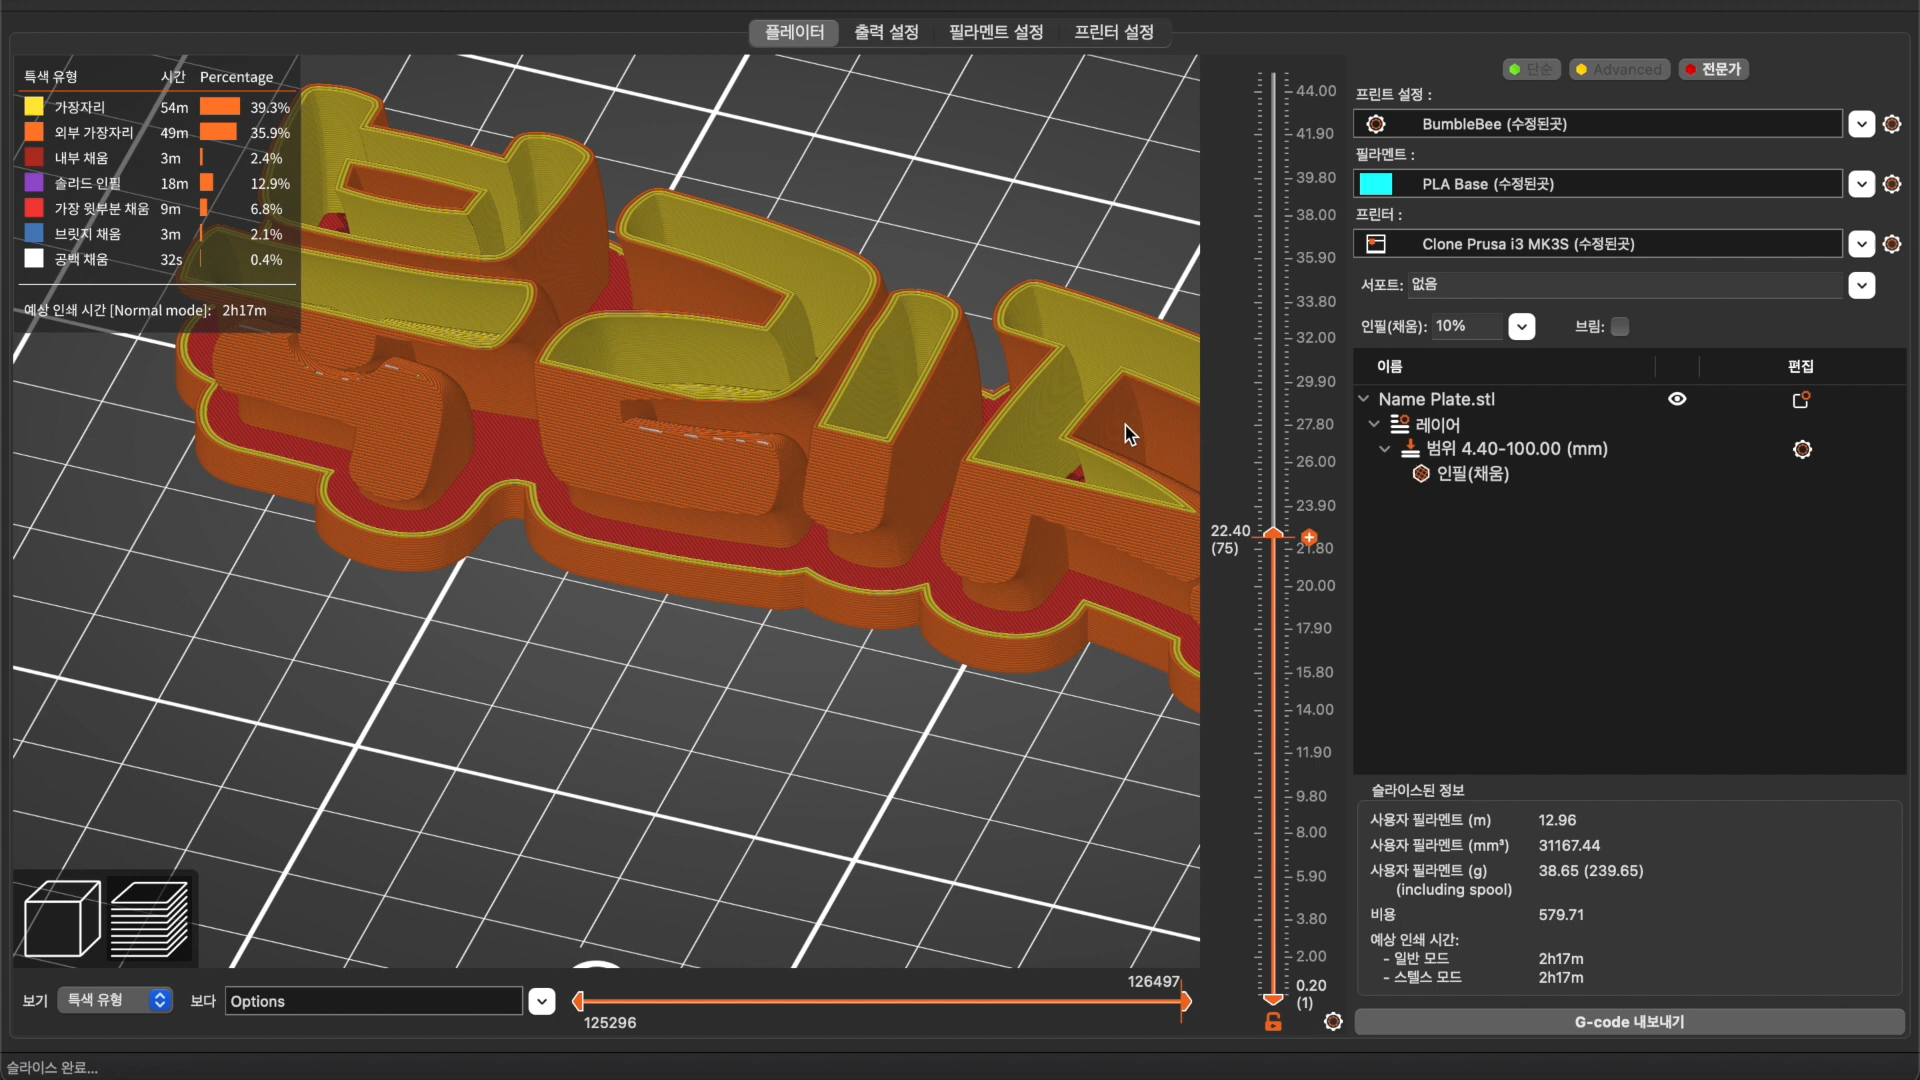 플레이터 출력 설정 필라멘트 설정 프린터 설정
특색 유형 시간 Percentage
가장자리 54m 39.3%
외부 가장자리 49m 35.9%
내부 채움 3m 2.4%
솔리드 인필 18m 12.9%
가장 윗부분 채움 9m 6.8%
브릿지 채움 3m 2.1%
공백 채움 32s 0.4%
예상 인쇄 시간 [Normal mode]: 2h17m
44.00
41.90
39.80
38.00
35.90
33.80
32.00
29.90
27.80
26.00
23.90
22.40
(75)
21.80
20.00
17.90
15.80
14.00
11.90
9.80
8.00
5.90
3.80
2.00
0.20
(1)
단순 Advanced 전문가
프린트 설정 :
BumbleBee (수정된곳)
필라멘트 :
PLA Base (수정된곳)
프린터 :
Clone Prusa i3 MK3S (수정된곳)
서포트: 없음
인필(채움): 10% 브림:
이름 편집
Name Plate.stl
레이어
범위 4.40-100.00 (mm)
인필(채움)
슬라이스된 정보
사용자 필라멘트 (m) 12.96
사용자 필라멘트 (mm³) 31167.44
사용자 필라멘트 (g) 38.65 (239.65)
(including spool)
비용 579.71
예상 인쇄 시간:
- 일반 모드 2h17m
- 스텔스 모드 2h17m
G-code 내보내기
보기 특색 유형 보다 Options
126497
125296
슬라이스 완료...